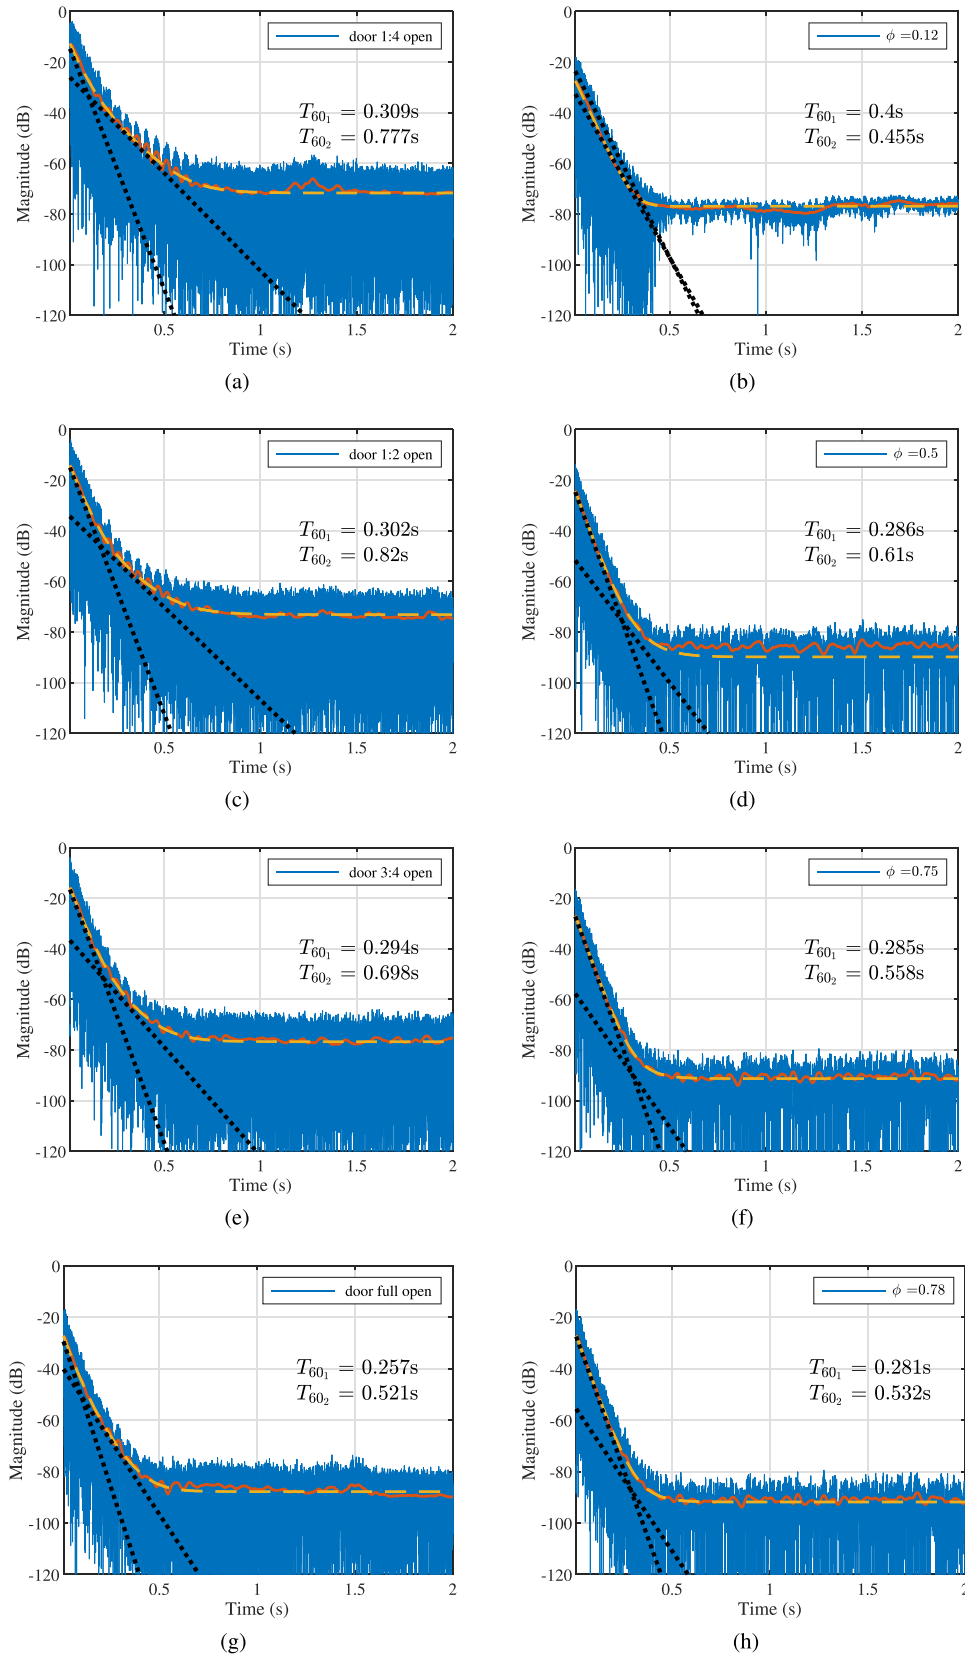 0
-20
-40
-60
-80
-100
-120
Magnitude (dB)
door 1:4 open
T60₁ = 0.309s
T60₂ = 0.777s
0.5 1 1.5 2
Time (s)
(a)
0
-20
-40
-60
-80
-100
-120
Magnitude (dB)
ϕ =0.12
T60₁ = 0.4s
T60₂ = 0.455s
0.5 1 1.5 2
Time (s)
(b)
0
-20
-40
-60
-80
-100
-120
Magnitude (dB)
door 1:2 open
T60₁ = 0.302s
T60₂ = 0.82s
0.5 1 1.5 2
Time (s)
(c)
0
-20
-40
-60
-80
-100
-120
Magnitude (dB)
ϕ =0.5
T60₁ = 0.286s
T60₂ = 0.61s
0.5 1 1.5 2
Time (s)
(d)
0
-20
-40
-60
-80
-100
-120
Magnitude (dB)
door 3:4 open
T60₁ = 0.294s
T60₂ = 0.698s
0.5 1 1.5 2
Time (s)
(e)
0
-20
-40
-60
-80
-100
-120
Magnitude (dB)
ϕ =0.75
T60₁ = 0.285s
T60₂ = 0.558s
0.5 1 1.5 2
Time (s)
(f)
0
-20
-40
-60
-80
-100
-120
Magnitude (dB)
door full open
T60₁ = 0.257s
T60₂ = 0.521s
0.5 1 1.5 2
Time (s)
(g)
0
-20
-40
-60
-80
-100
-120
Magnitude (dB)
ϕ =0.78
T60₁ = 0.281s
T60₂ = 0.532s
0.5 1 1.5 2
Time (s)
(h)